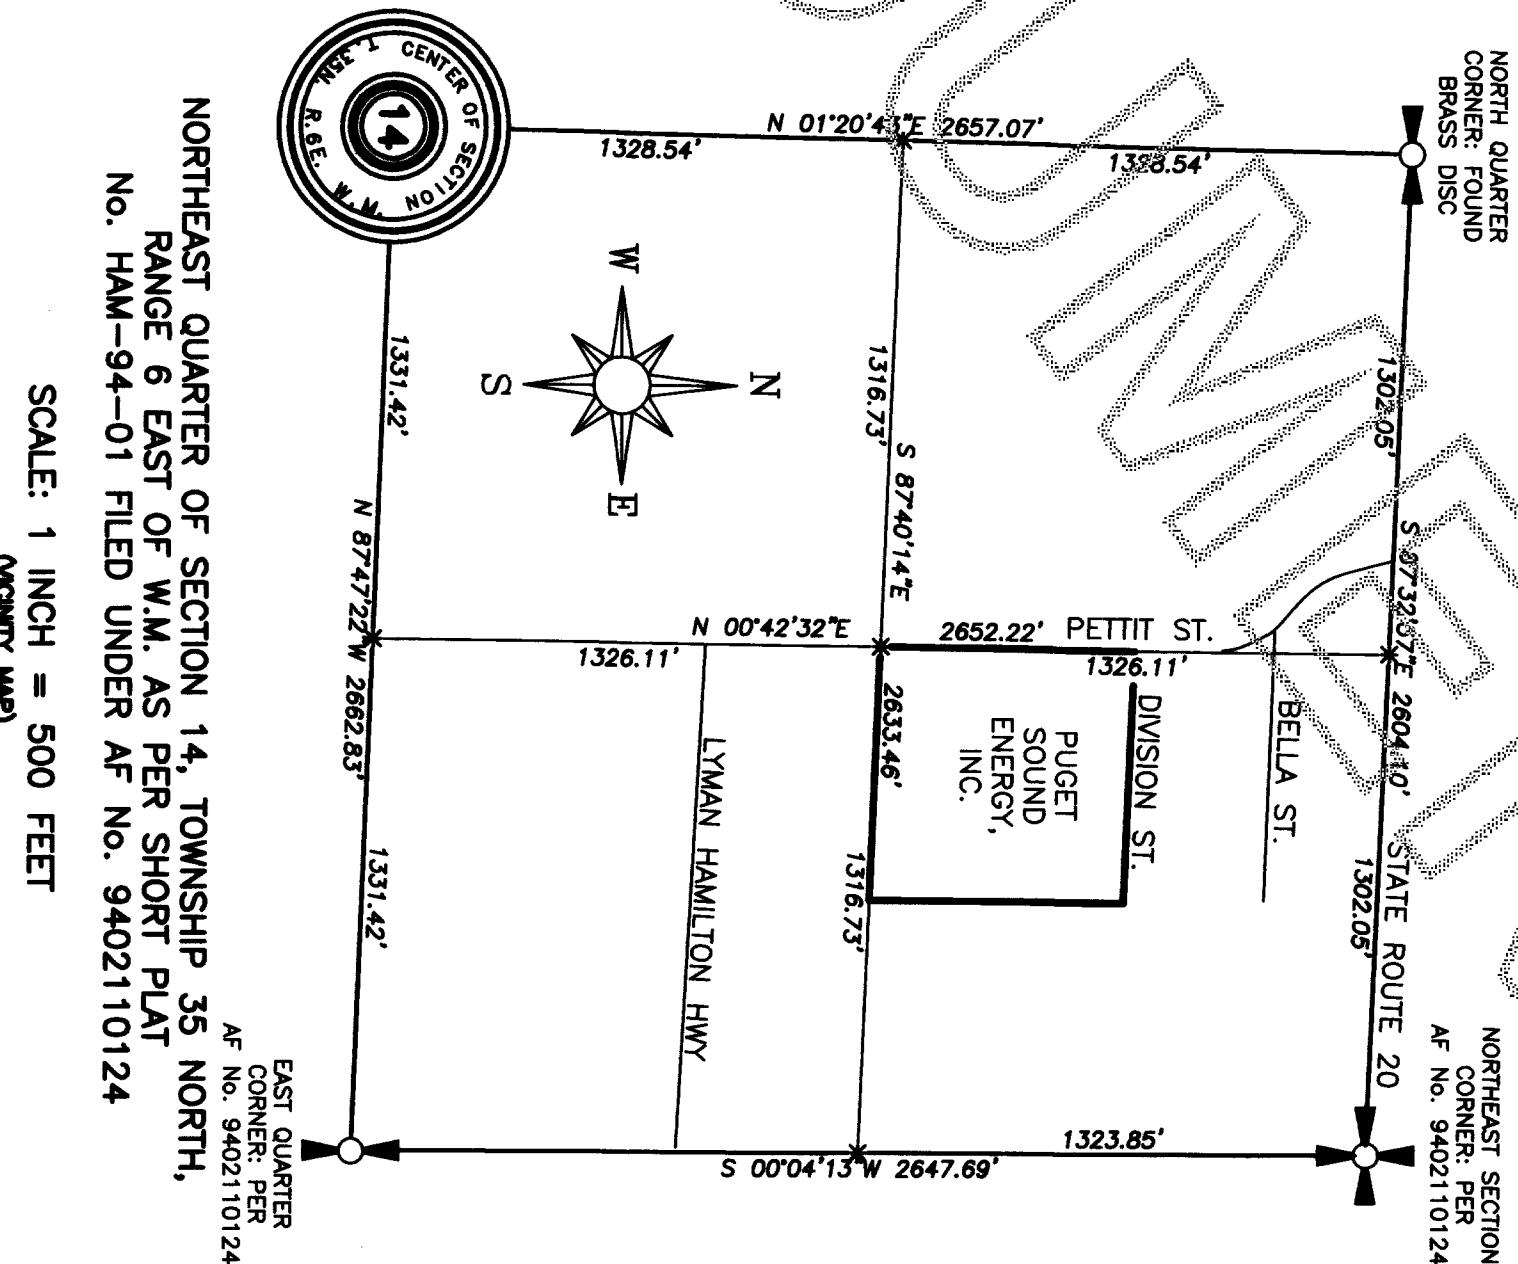 NORTH QUARTER
CORNER: FOUND
BRASS DISC
NORTHEAST SECTION
CORNER: PER
AF No. 9402110124
1302.05'
S 87°32'37"E 2604.10'
STATE ROUTE 20
1302.05'
BELLA ST.
DIVISION ST.
PUGET
SOUND
ENERGY,
INC.
N 01°20'43"E 2657.07'
1328.54'
1328.54'
1316.73'
S 87°40'14"E
2633.46'
1316.73'
N 00°42'32"E
2652.22'
PETTIT ST.
1326.11'
1326.11'
N
W
E
S
LYMAN HAMILTON HWY
1323.85'
S 00°04'13"W 2647.69'
1331.42'
N 87°47'22"W 2662.83'
1331.42'
CENTER OF SECTION
14
T. 35N. R.6E. W.M.
EAST QUARTER
CORNER: PER
AF No. 9402110124
NORTHEAST QUARTER OF SECTION 14, TOWNSHIP 35 NORTH,
RANGE 6 EAST OF W.M. AS PER SHORT PLAT
No. HAM-94-01 FILED UNDER AF No. 9402110124
SCALE: 1 INCH = 500 FEET
(VICINITY MAP)